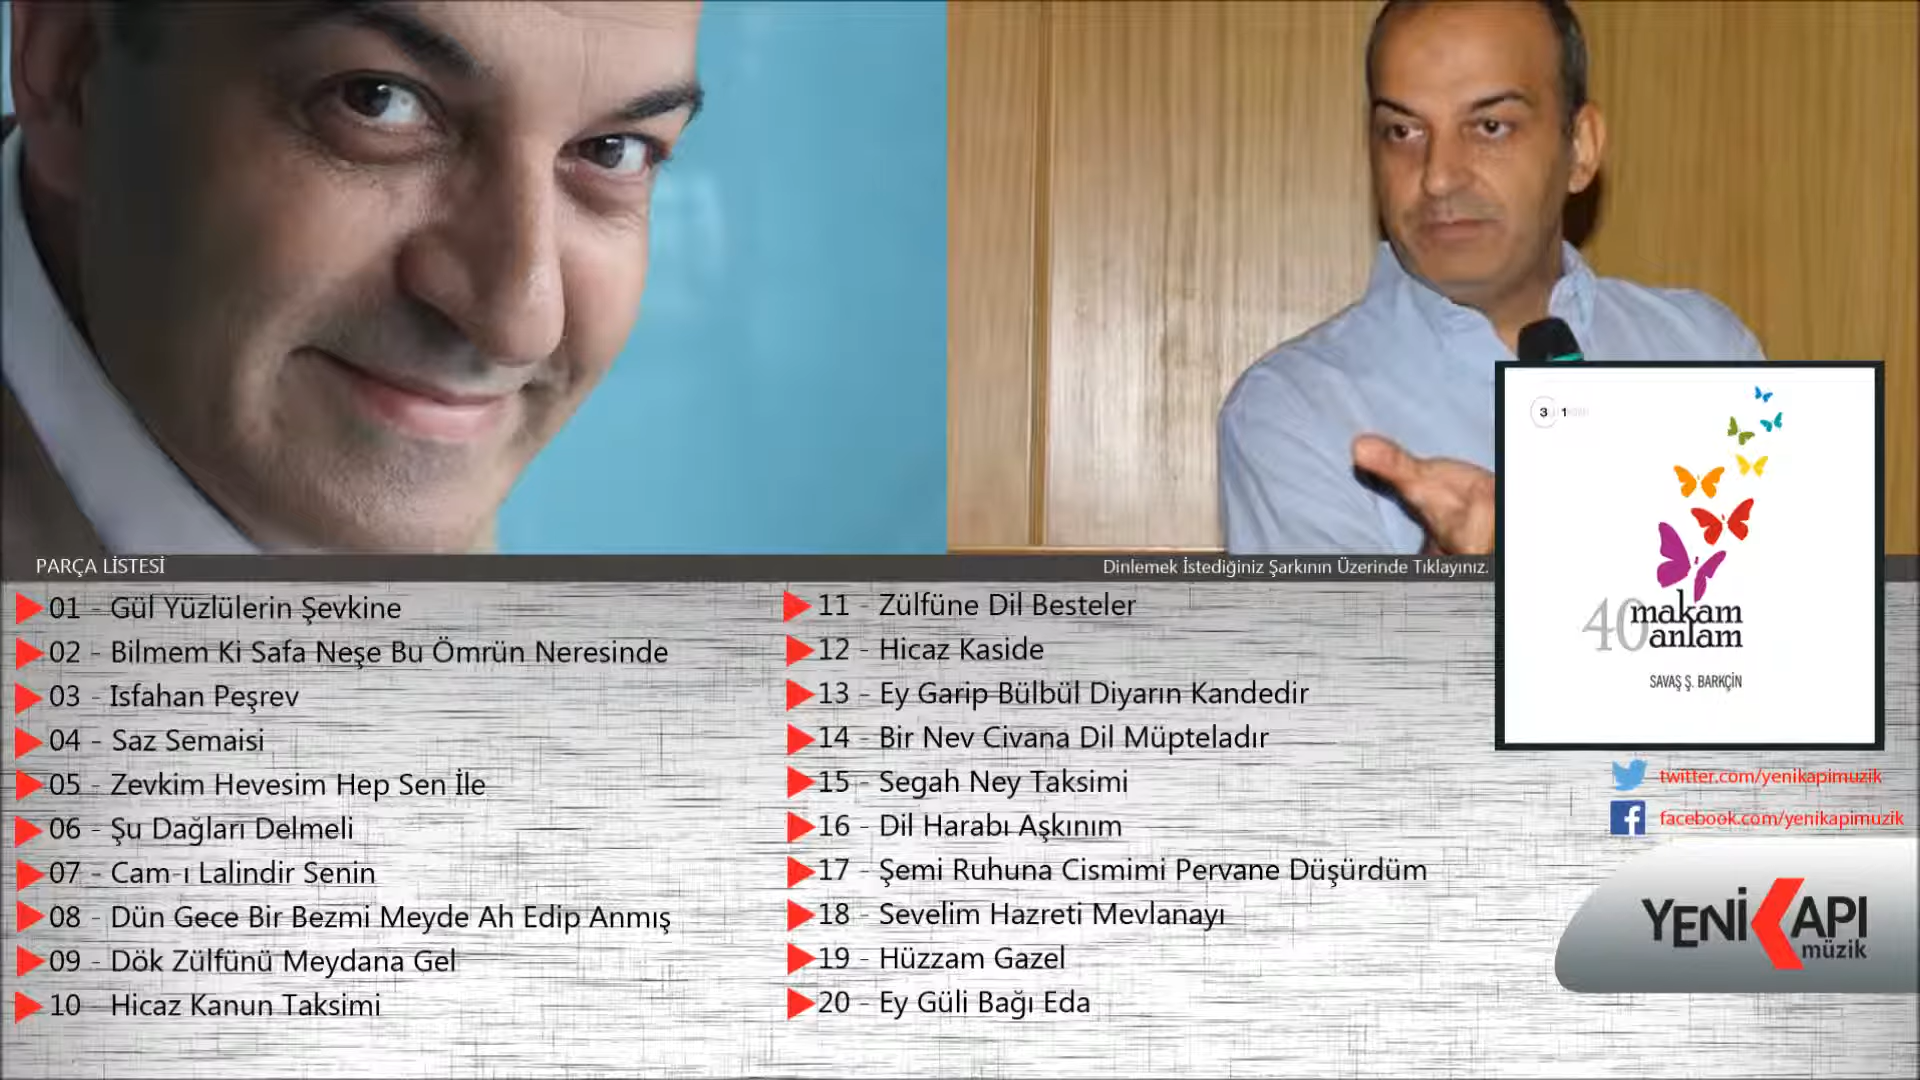 PARÇA LİSTESİ
Dinlemek İstediğiniz Şarkının Üzerinde Tıklayınız.
01 - Gül Yüzlülerin Şevkine
02 - Bilmem Ki Safa Neşe Bu Ömrün Neresinde
03 - Isfahan Peşrev
04 - Saz Semaisi
05 - Zevkim Hevesim Hep Sen İle
06 - Şu Dağları Delmeli
07 - Cam-ı Lalindir Senin
08 - Dün Gece Bir Bezmi Meyde Ah Edip Anmış
09 - Dök Zülfünü Meydana Gel
10 - Hicaz Kanun Taksimi
11 - Zülfüne Dil Besteler
12 - Hicaz Kaside
13 - Ey Garip Bülbül Diyarın Kandedir
14 - Bir Nev Civana Dil Müpteladır
15 - Segah Ney Taksimi
16 - Dil Harabı Aşkınım
17 - Şemi Ruhuna Cismimi Pervane Düşürdüm
18 - Sevelim Hazreti Mevlanayı
19 - Hüzzam Gazel
20 - Ey Güli Bağı Eda
3 1
40 makam
anlam
SAVAŞ Ş. BARKÇİN
twitter.com/yenikapimuzik
facebook.com/yenikapimuzik
YENİKAPI
müzik